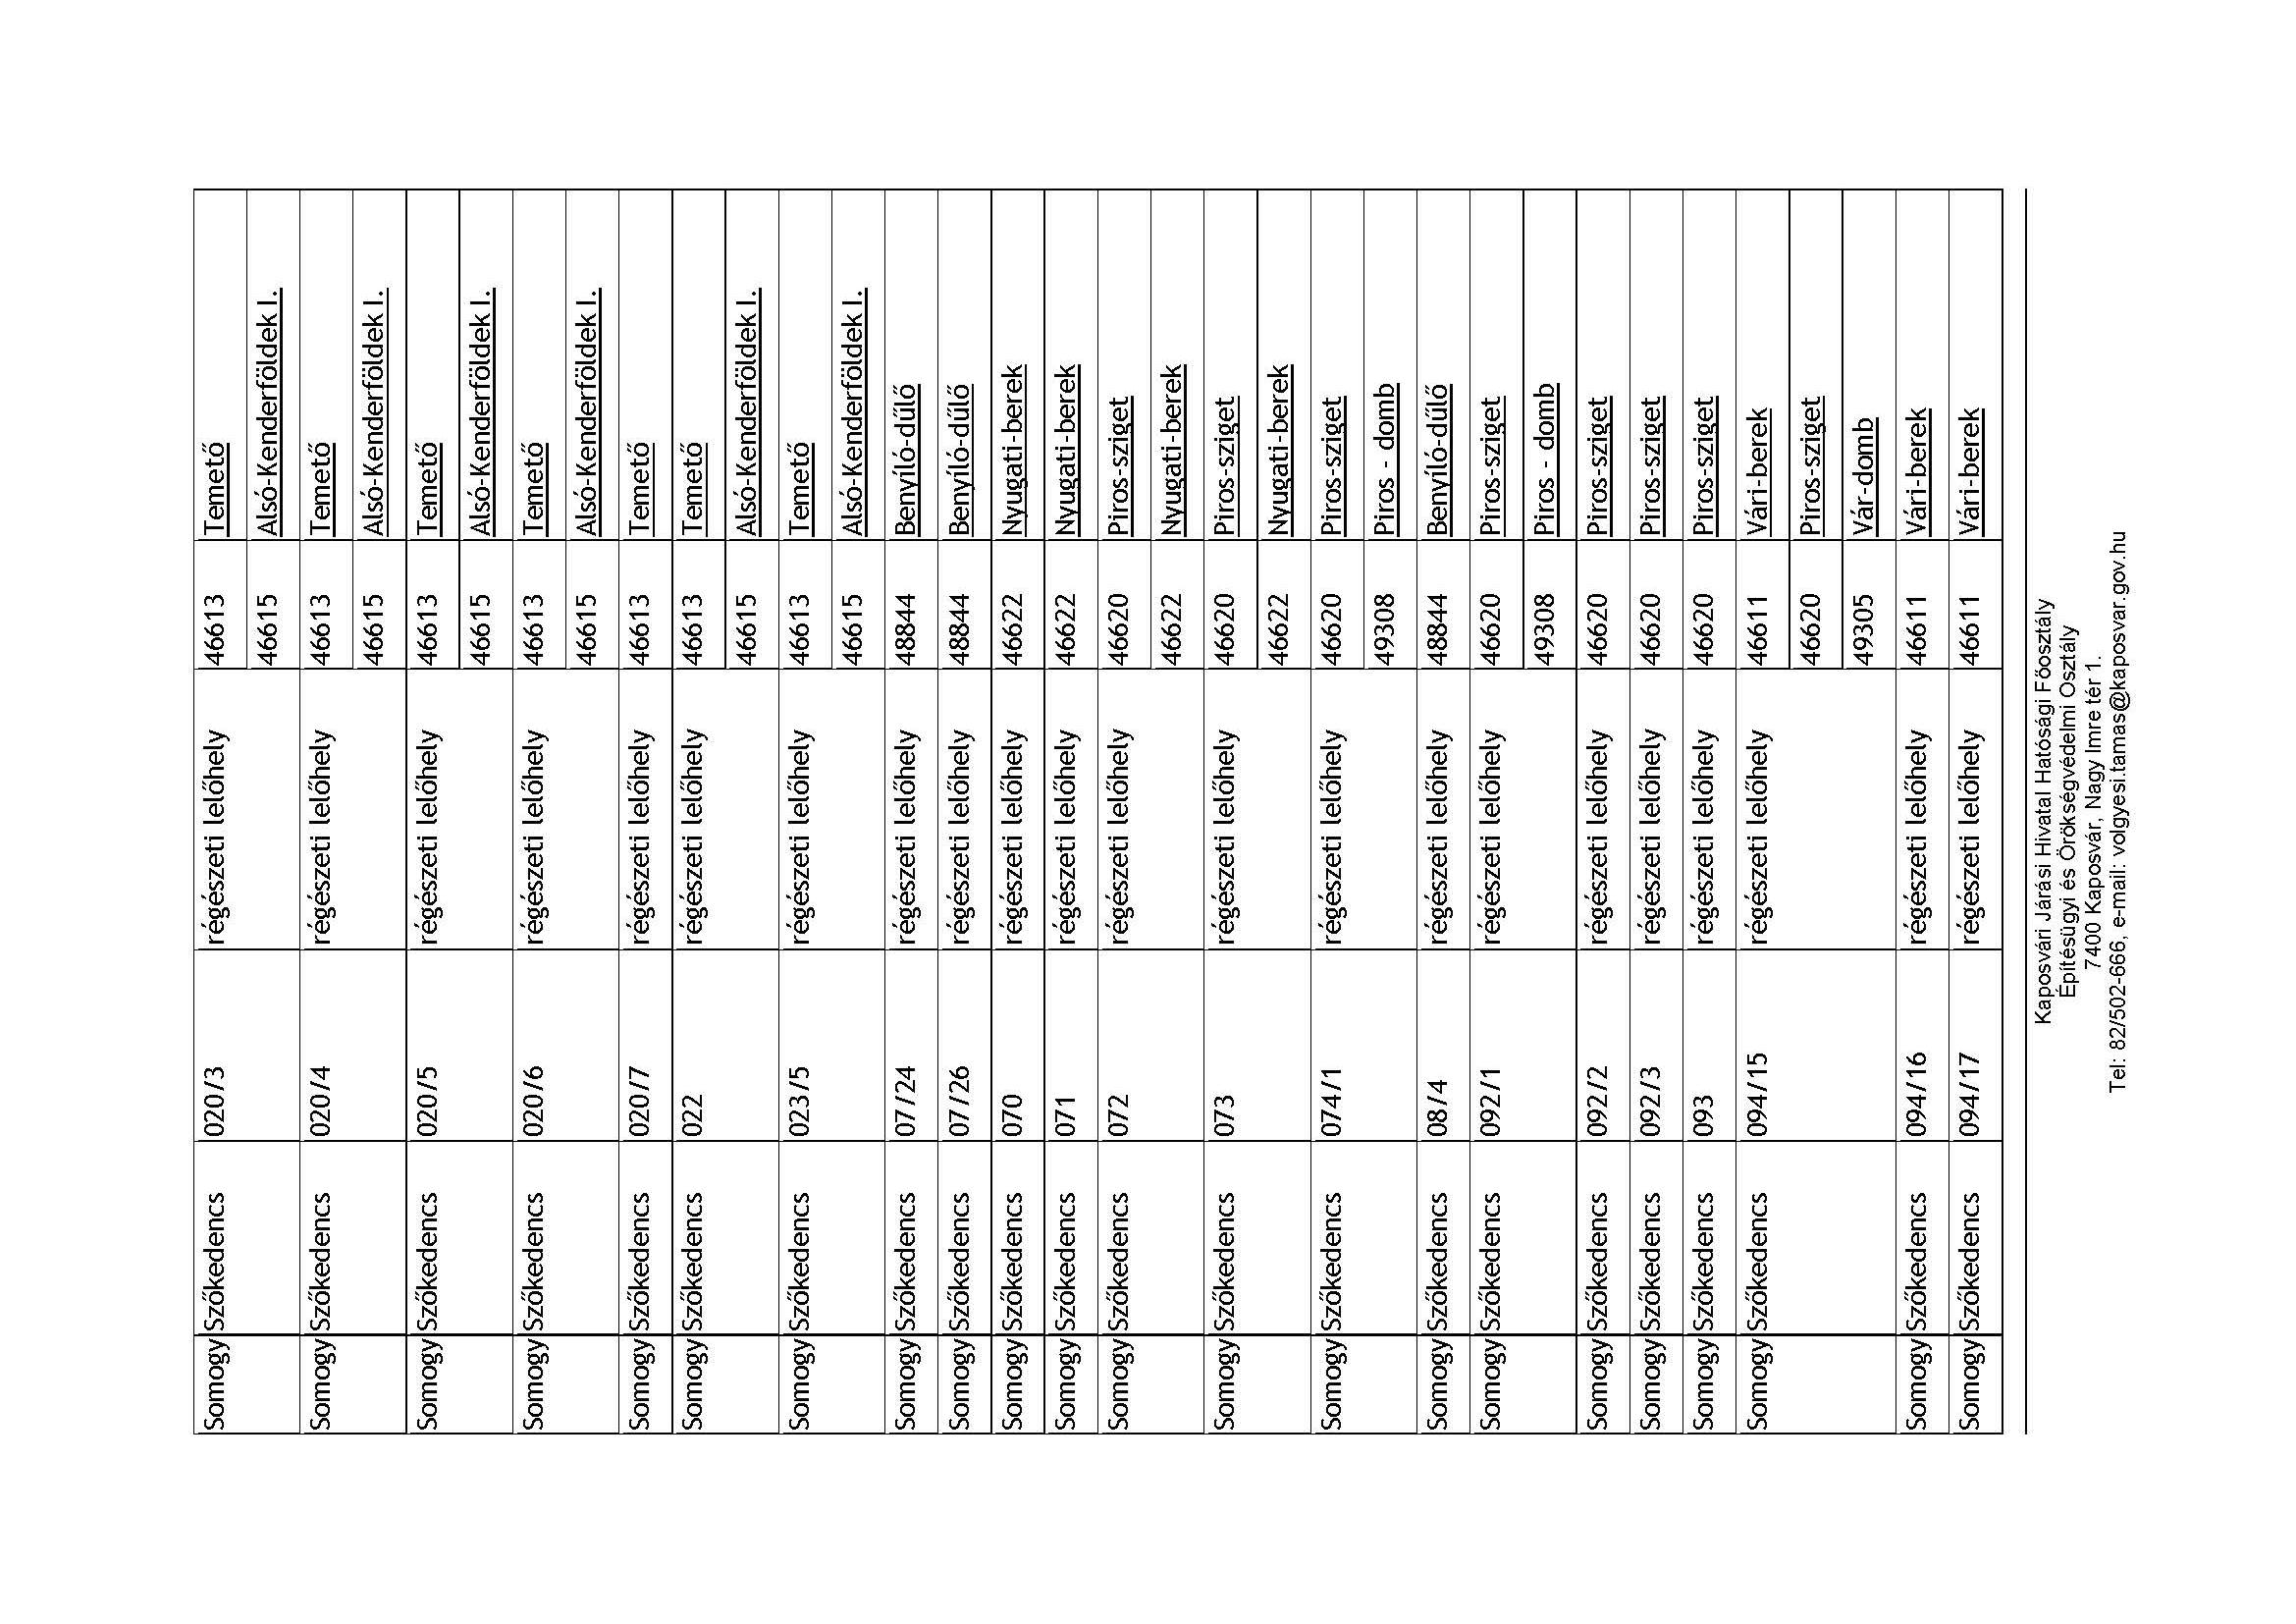 Somogy Szőkedencs 020/3 régészeti lelőhely 46613 Temető
46615 Alsó-Kenderföldek I.
Somogy Szőkedencs 020/4 régészeti lelőhely 46613 Temető
46615 Alsó-Kenderföldek I.
Somogy Szőkedencs 020/5 régészeti lelőhely 46613 Temető
46615 Alsó-Kenderföldek I.
Somogy Szőkedencs 020/6 régészeti lelőhely 46613 Temető
46615 Alsó-Kenderföldek I.
Somogy Szőkedencs 020/7 régészeti lelőhely 46613 Temető
Somogy Szőkedencs 022 régészeti lelőhely 46613 Temető
46615 Alsó-Kenderföldek I.
Somogy Szőkedencs 023/5 régészeti lelőhely 46613 Temető
46615 Alsó-Kenderföldek I.
Somogy Szőkedencs 07/24 régészeti lelőhely 48844 Benyíló-dűlő
Somogy Szőkedencs 07/26 régészeti lelőhely 48844 Benyíló-dűlő
Somogy Szőkedencs 070 régészeti lelőhely 46622 Nyugati-berek
Somogy Szőkedencs 071 régészeti lelőhely 46622 Nyugati-berek
Somogy Szőkedencs 072 régészeti lelőhely 46620 Piros-sziget
46622 Nyugati-berek
Somogy Szőkedencs 073 régészeti lelőhely 46620 Piros-sziget
46622 Nyugati-berek
Somogy Szőkedencs 074/1 régészeti lelőhely 46620 Piros-sziget
49308 Piros - domb
Somogy Szőkedencs 08/4 régészeti lelőhely 48844 Benyíló-dűlő
Somogy Szőkedencs 092/1 régészeti lelőhely 46620 Piros-sziget
49308 Piros - domb
Somogy Szőkedencs 092/2 régészeti lelőhely 46620 Piros-sziget
Somogy Szőkedencs 092/3 régészeti lelőhely 46620 Piros-sziget
Somogy Szőkedencs 093 régészeti lelőhely 46620 Piros-sziget
Somogy Szőkedencs 094/15 régészeti lelőhely 46611 Vári-berek
46620 Piros-sziget
49305 Vár-domb
Somogy Szőkedencs 094/16 régészeti lelőhely 46611 Vári-berek
Somogy Szőkedencs 094/17 régészeti lelőhely 46611 Vári-berek
Kaposvári Járási Hivatal Hatósági Főosztály
Építésügyi és Örökségvédelmi Osztály
7400 Kaposvár, Nagy Imre tér 1.
Tel: 82/502-666, e-mail: volgyesi.tamas@kaposvar.gov.hu